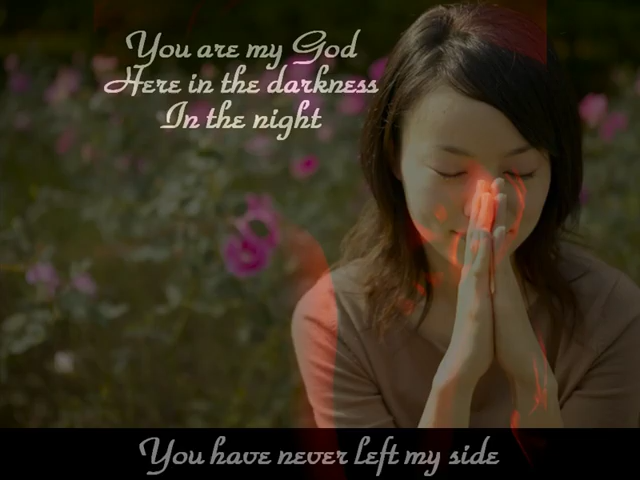 You are my God
Here in the darkness
In the night
You have never left my side